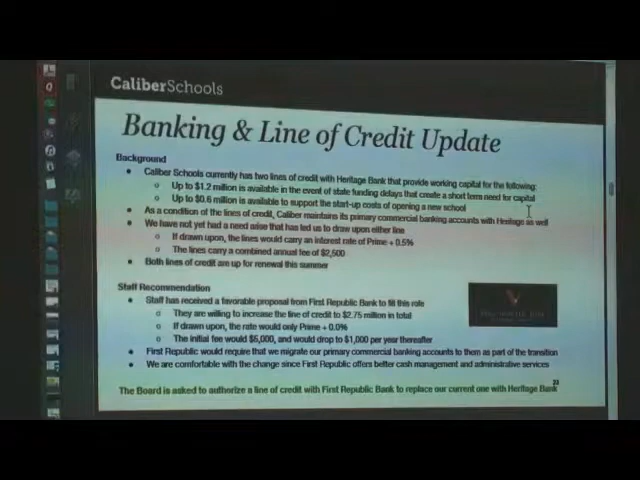 CaliberSchools
Banking & Line of Credit Update
Background
• Caliber Schools currently has two lines of credit with Heritage Bank that provide working capital for the following:
o Up to $1.2 million is available in the event of state funding delays that create a short term need for capital
o Up to $0.6 million is available to support the start-up costs of opening a new school
• As a condition of the lines of credit, Caliber maintains its primary commercial banking accounts with Heritage as well
• We have not yet had a need arise that has led us to draw upon either line
o If drawn upon, the lines would carry an interest rate of Prime + 0.5%
o The lines carry a combined annual fee of $2,500
• Both lines of credit are up for renewal this summer
Staff Recommendation
• Staff has received a favorable proposal from First Republic Bank to fill this role
o They are willing to increase the line of credit to $2.75 million in total
o If drawn upon, the rate would only Prime + 0.0%
o The initial fee would $5,000, and would drop to $1,000 per year thereafter
• First Republic would require that we migrate our primary commercial banking accounts to them as part of the transition
• We are comfortable with the change since First Republic offers better cash management and administrative services
23
The Board is asked to authorize a line of credit with First Republic Bank to replace our current one with Heritage Bank